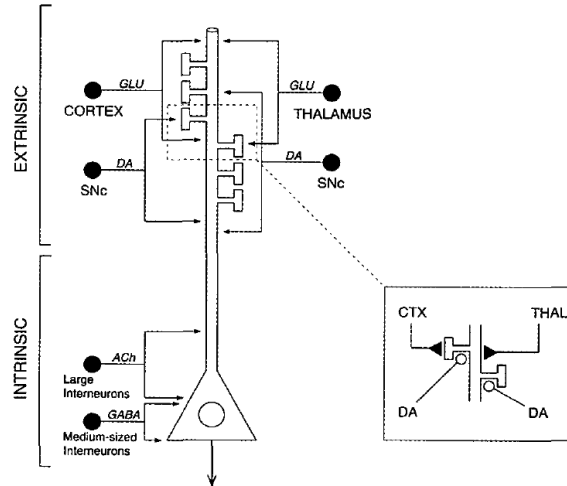 EXTRINSIC
GLU
CORTEX
GLU
THALAMUS
DA
SNc
DA
SNc
INTRINSIC
ACh
Large
Interneurons
GABA
Medium-sized
Interneurons
CTX
THAL
DA
DA